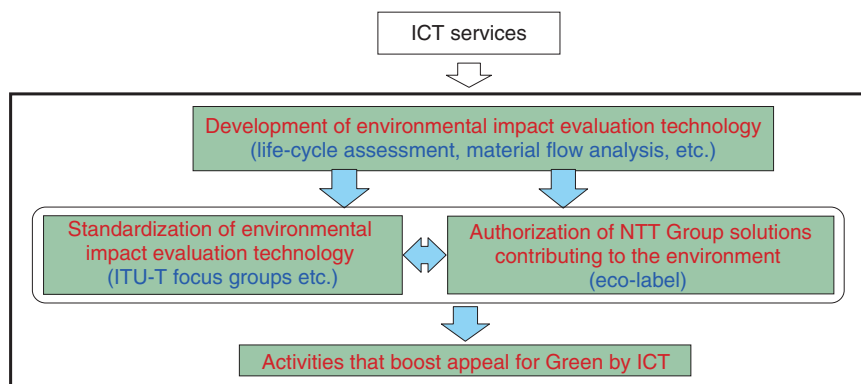 ICT services
Development of environmental impact evaluation technology
(life-cycle assessment, material flow analysis, etc.)
Standardization of environmental
impact evaluation technology
(ITU-T focus groups etc.)
Authorization of NTT Group solutions
contributing to the environment
(eco-label)
Activities that boost appeal for Green by ICT